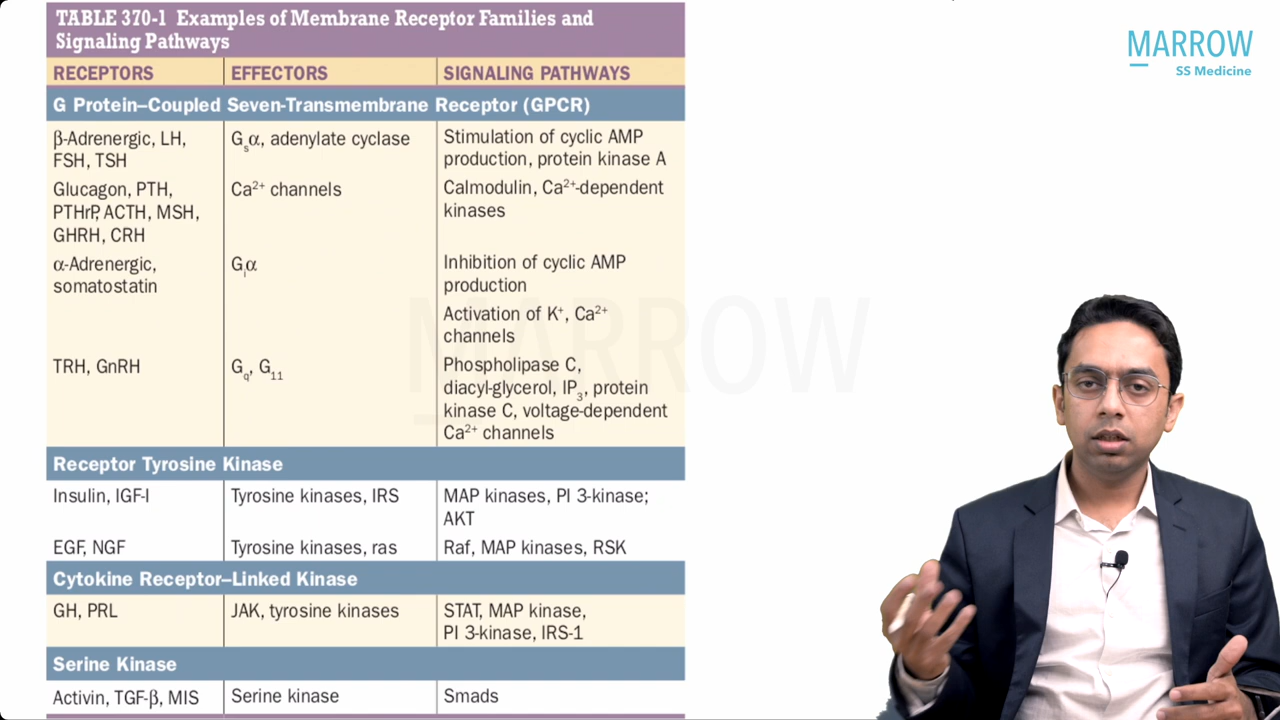 TABLE 370-1 Examples of Membrane Receptor Families and
Signaling Pathways
RECEPTORS EFFECTORS SIGNALING PATHWAYS
G Protein–Coupled Seven-Transmembrane Receptor (GPCR)
β-Adrenergic, LH, Gsα, adenylate cyclase Stimulation of cyclic AMP
FSH, TSH production, protein kinase A
Glucagon, PTH, Ca2+ channels Calmodulin, Ca2+-dependent
PTHrP, ACTH, MSH, kinases
GHRH, CRH
α-Adrenergic, Giα Inhibition of cyclic AMP
somatostatin production
Activation of K+, Ca2+
channels
TRH, GnRH Gq, G11 Phospholipase C,
diacyl-glycerol, IP3, protein
kinase C, voltage-dependent
Ca2+ channels
Receptor Tyrosine Kinase
Insulin, IGF-I Tyrosine kinases, IRS MAP kinases, PI 3-kinase;
AKT
EGF, NGF Tyrosine kinases, ras Raf, MAP kinases, RSK
Cytokine Receptor–Linked Kinase
GH, PRL JAK, tyrosine kinases STAT, MAP kinase,
PI 3-kinase, IRS-1
Serine Kinase
Activin, TGF-β, MIS Serine kinase Smads
MARROW
SS Medicine
MARROW